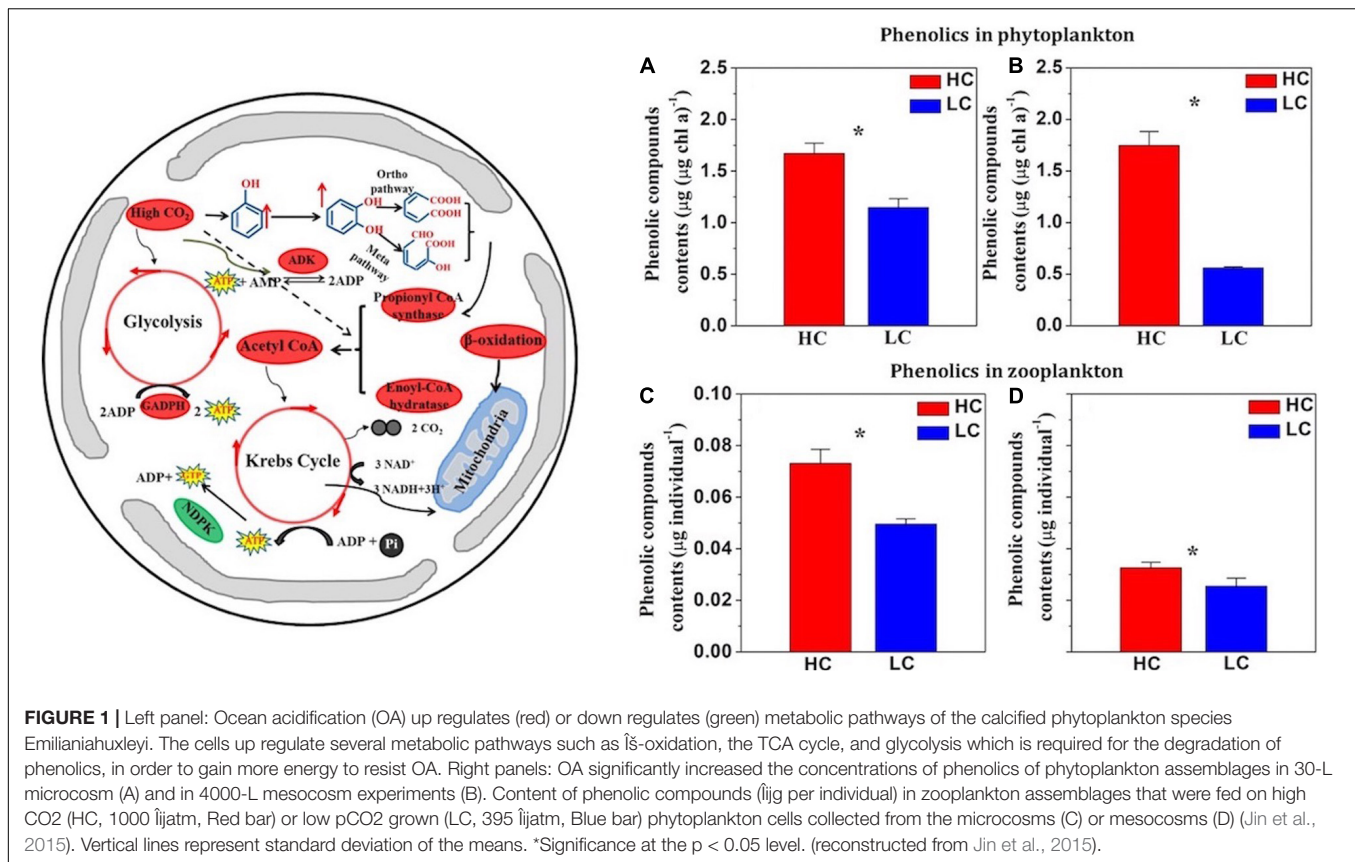 OH
High CO2
OH
OH
Ortho
pathway
COOH
COOH
CHO
COOH
OH
Meta
pathway
ADK
ATP + AMP 2ADP
Glycolysis
Propionyl CoA
synthase
Acetyl CoA
β-oxidation
Enoyl-CoA
hydratase
2ADP GADPH 2 ATP
2 CO2
Krebs Cycle
3 NAD+
3 NADH+3H+
Mitochondria
ADP+ GTP
NDPK
ATP
ADP + Pi
Phenolics in phytoplankton
A
Phenolic compounds
contents (μg (μg chl a)-1)
2.5
2.0
1.5
1.0
0.5
0.0
HC
LC
*
HC LC
B
Phenolic compounds
contents (μg (μg chl a)-1)
2.5
2.0
1.5
1.0
0.5
0.0
HC
LC
*
HC LC
Phenolics in zooplankton
C
Phenolic compounds
contents (μg individual-1)
0.10
0.08
0.06
0.04
0.02
0.00
HC
LC
*
HC LC
D
Phenolic compounds
contents (μg individual-1)
HC
LC
*
HC LC
FIGURE 1 | Left panel: Ocean acidification (OA) up regulates (red) or down regulates (green) metabolic pathways of the calcified phytoplankton species
Emilianiahuxleyi. The cells up regulate several metabolic pathways such as Îš-oxidation, the TCA cycle, and glycolysis which is required for the degradation of
phenolics, in order to gain more energy to resist OA. Right panels: OA significantly increased the concentrations of phenolics of phytoplankton assemblages in 30-L
microcosm (A) and in 4000-L mesocosm experiments (B). Content of phenolic compounds (Îijg per individual) in zooplankton assemblages that were fed on high
CO2 (HC, 1000 Îijatm, Red bar) or low pCO2 grown (LC, 395 Îijatm, Blue bar) phytoplankton cells collected from the microcosms (C) or mesocosms (D) (Jin et al.,
2015). Vertical lines represent standard deviation of the means. *Significance at the p < 0.05 level. (reconstructed from Jin et al., 2015).